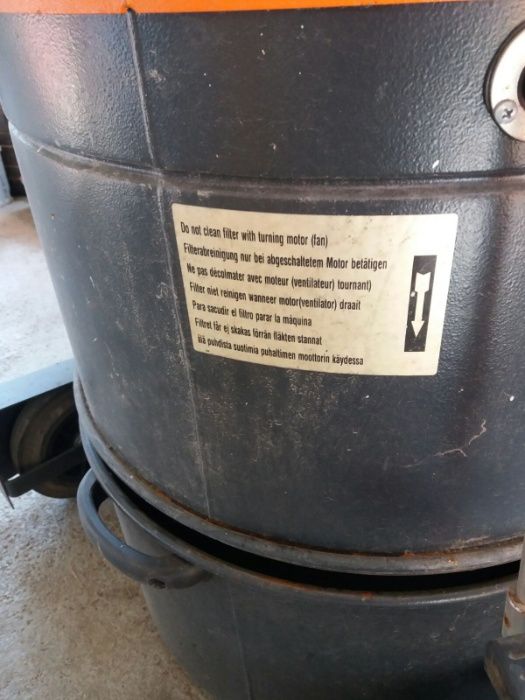 Do not clean filter with turning motor (fan)
Filterabreinigung nur bei abgeschaltetem Motor betätigen
Ne pas décolmater avec moteur (ventilateur) tournant)
Filter niet reinigen wanneer motor(ventilator) draait
Para sacudir el filtro parar la máquina
Filtret får ej skakas förrän fläkten stannat
älä puhdista suotimia puhaltimen moottorin käydessa